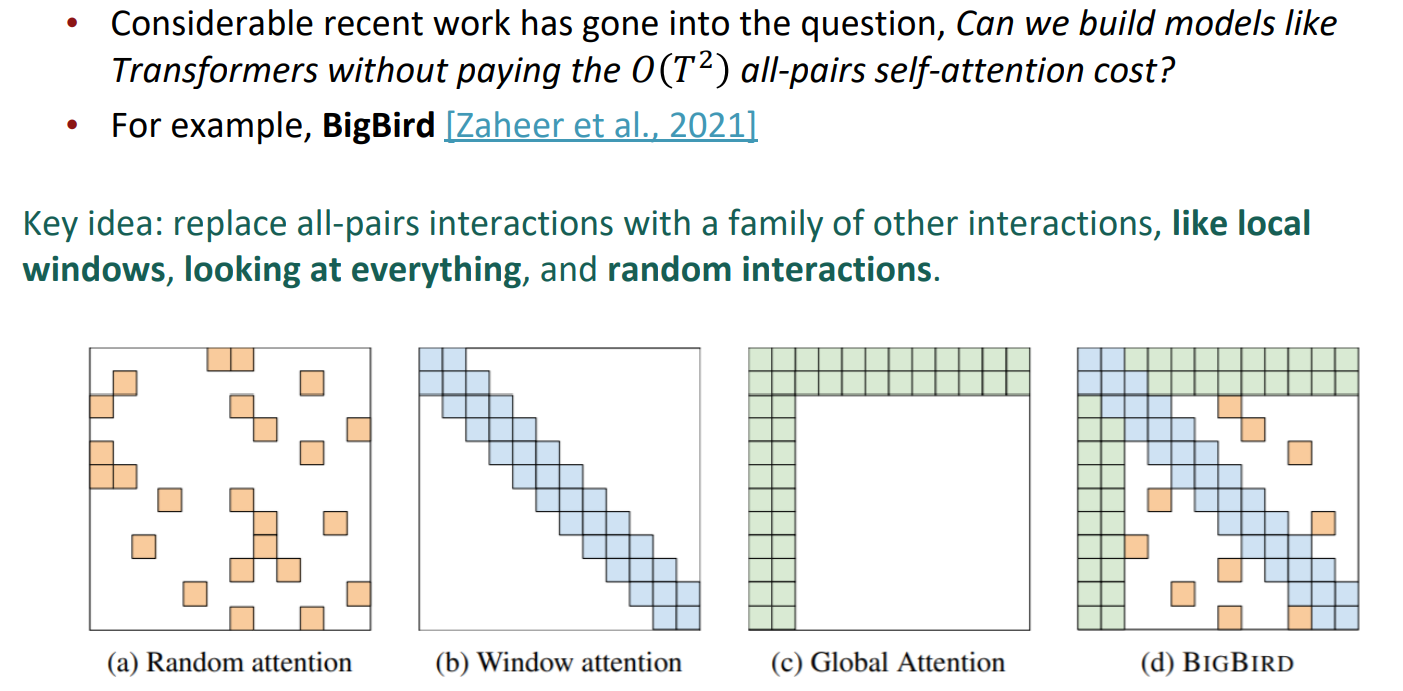 • Considerable recent work has gone into the question, Can we build models like
Transformers without paying the O(T²) all-pairs self-attention cost?
• For example, BigBird [Zaheer et al., 2021]
Key idea: replace all-pairs interactions with a family of other interactions, like local
windows, looking at everything, and random interactions.
(a) Random attention
(b) Window attention
(c) Global Attention
(d) BIGBIRD